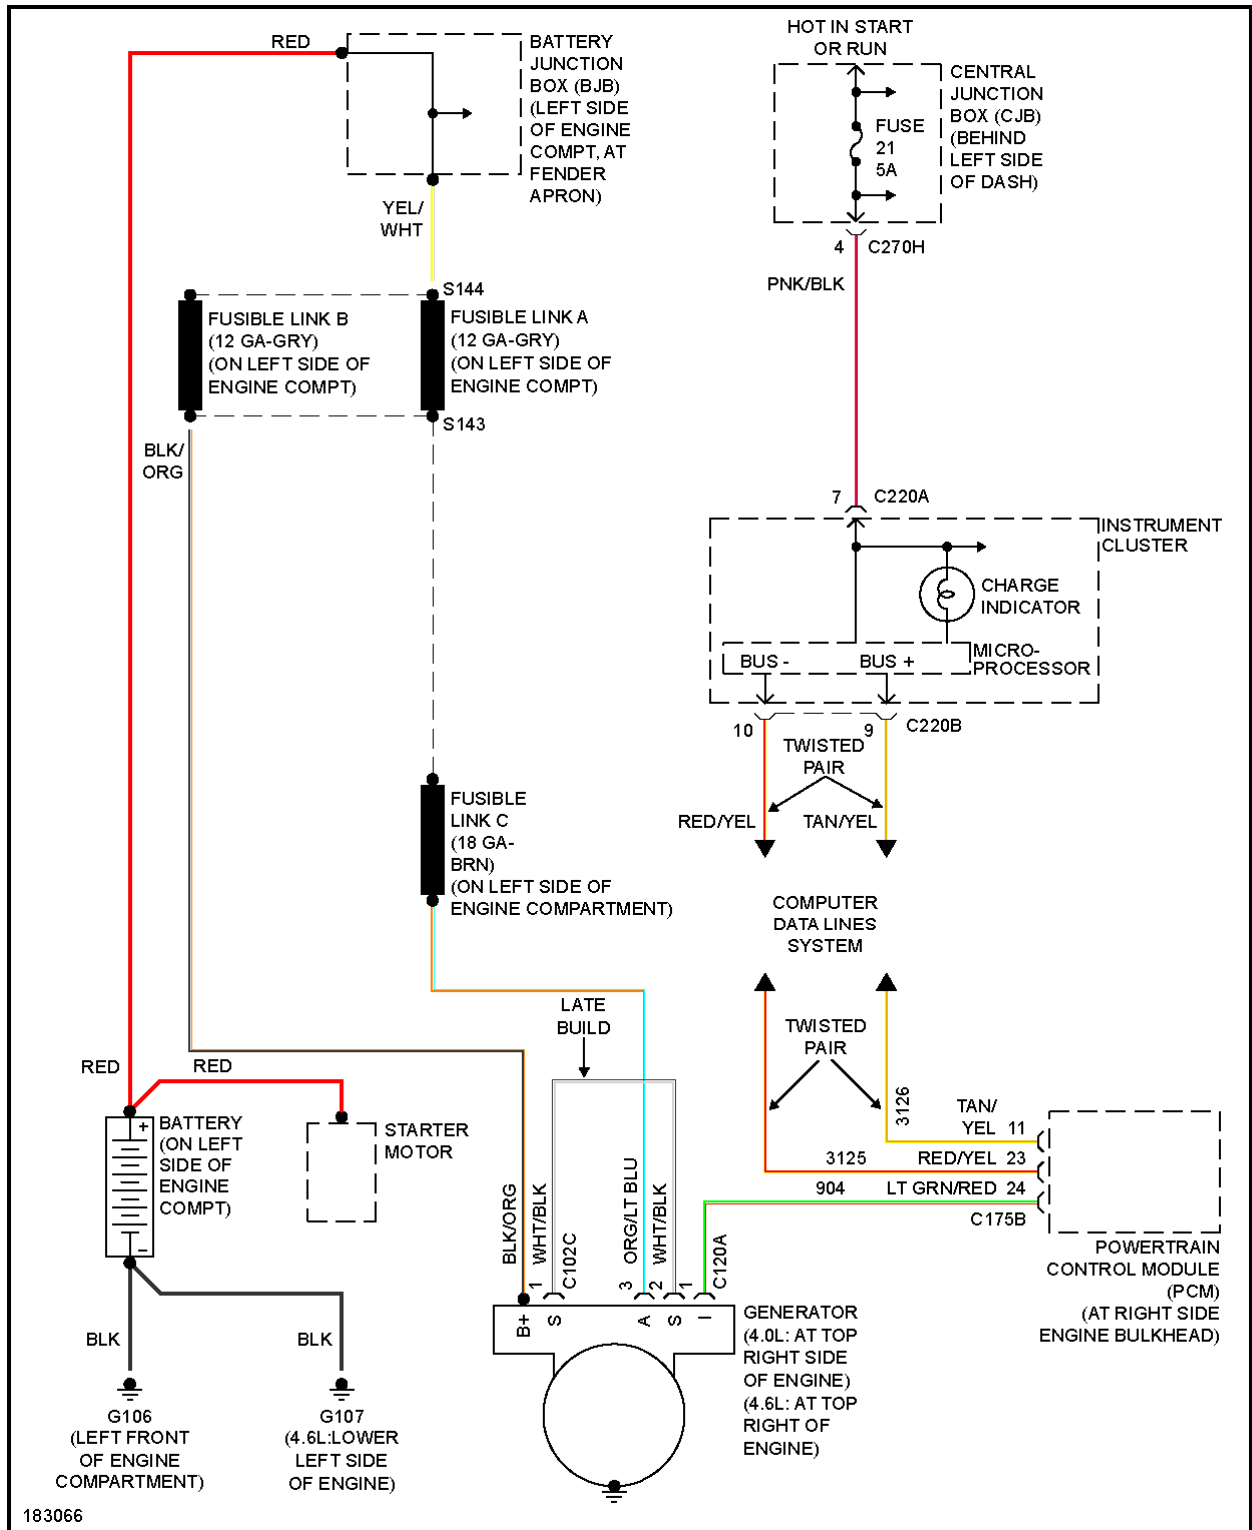 RED
BATTERY
JUNCTION
BOX (BJB)
(LEFT SIDE
OF ENGINE
COMPT, AT
FENDER
APRON)
HOT IN START
OR RUN
CENTRAL
JUNCTION
BOX (CJB)
(BEHIND
LEFT SIDE
OF DASH)
FUSE
21
5A
YEL/
WHT
4
C270H
PNK/BLK
S144
FUSIBLE LINK B
(12 GA-GRY)
(ON LEFT SIDE OF
ENGINE COMPT)
FUSIBLE LINK A
(12 GA-GRY)
(ON LEFT SIDE OF
ENGINE COMPT)
S143
BLK/
ORG
7
C220A
INSTRUMENT
CLUSTER
CHARGE
INDICATOR
MICRO-
PROCESSOR
BUS -
BUS +
10
9
C220B
TWISTED
PAIR
RED/YEL
TAN/YEL
FUSIBLE
LINK C
(18 GA-
BRN)
(ON LEFT SIDE OF
ENGINE COMPARTMENT)
COMPUTER
DATA LINES
SYSTEM
LATE
BUILD
TWISTED
PAIR
RED
RED
BATTERY
(ON LEFT
SIDE OF
ENGINE
COMPT)
+
-
STARTER
MOTOR
3126
TAN/
YEL 11
3125
RED/YEL 23
904
LT GRN/RED 24
C175B
POWERTRAIN
CONTROL MODULE
(PCM)
(AT RIGHT SIDE
ENGINE BULKHEAD)
BLK/ORG
1
WHT/BLK
C102C
3
ORG/LT BLU
2
WHT/BLK
1
C120A
B+
S
A
S
I
GENERATOR
(4.0L: AT TOP
RIGHT SIDE
OF ENGINE)
(4.6L: AT TOP
RIGHT OF
ENGINE)
BLK
BLK
G106
(LEFT FRONT
OF ENGINE
COMPARTMENT)
G107
(4.6L:LOWER
LEFT SIDE
OF ENGINE)
183066